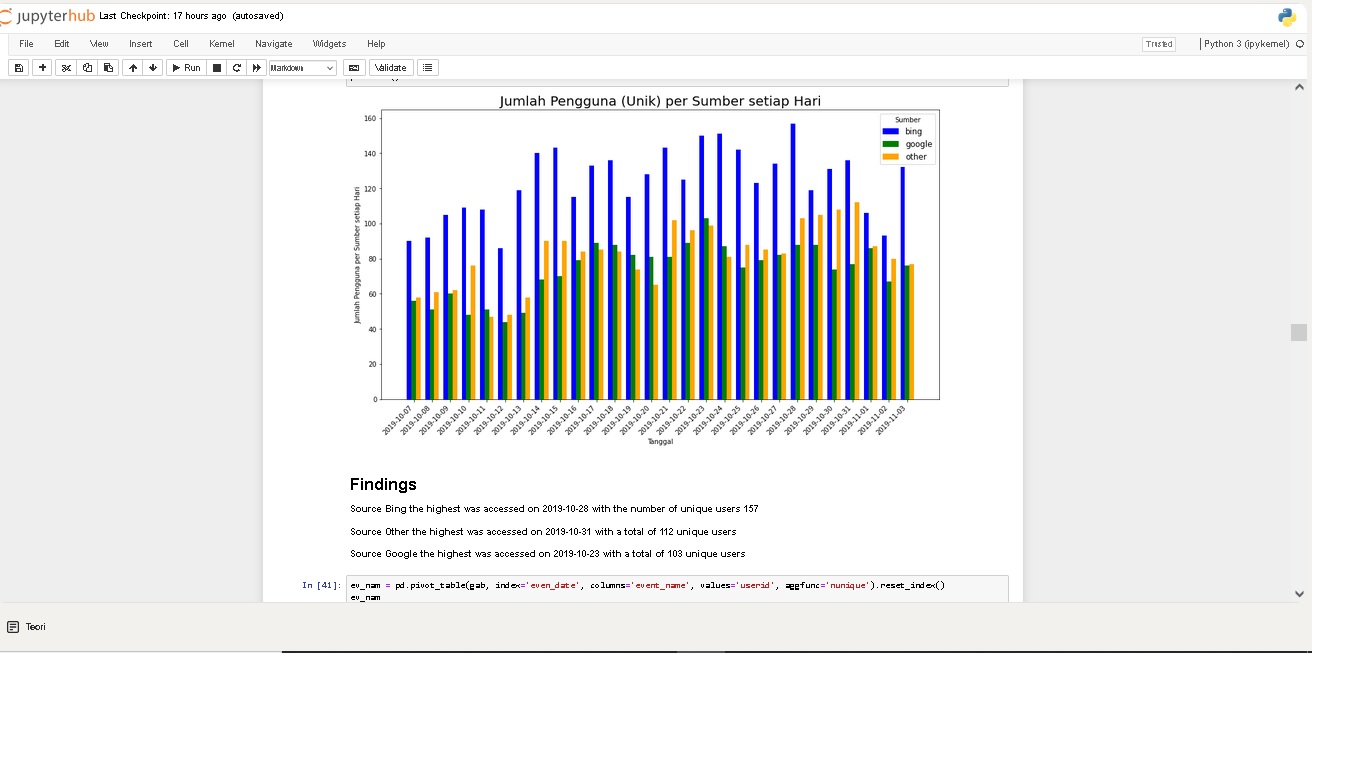 jupyterhub Last Checkpoint: 17 hours ago (autosaved)
File Edit View Insert Cell Kernel Navigate Widgets Help Trusted Python 3 (ipykernel)
Run Markdown Validate
Jumlah Pengguna (Unik) per Sumber setiap Hari
Sumber
bing
google
other
Jumlah Pengguna per Sumber setiap Hari
160
140
120
100
80
60
40
20
0
2019-10-07 2019-10-08 2019-10-09 2019-10-10 2019-10-11 2019-10-12 2019-10-13 2019-10-14 2019-10-15 2019-10-16 2019-10-17 2019-10-18 2019-10-19 2019-10-20 2019-10-21 2019-10-22 2019-10-23 2019-10-24 2019-10-25 2019-10-26 2019-10-27 2019-10-28 2019-10-29 2019-10-30 2019-10-31 2019-11-01 2019-11-02 2019-11-03
Tanggal
Findings
Source Bing the highest was accessed on 2019-10-28 with the number of unique users 157
Source Other the highest was accessed on 2019-10-31 with a total of 112 unique users
Source Google the highest was accessed on 2019-10-23 with a total of 103 unique users
In [41]: ev_nam = pd.pivot_table(gab, index='even_date', columns='event_name', values='userid', aggfunc='nunique').reset_index()
ev_nam
Teori